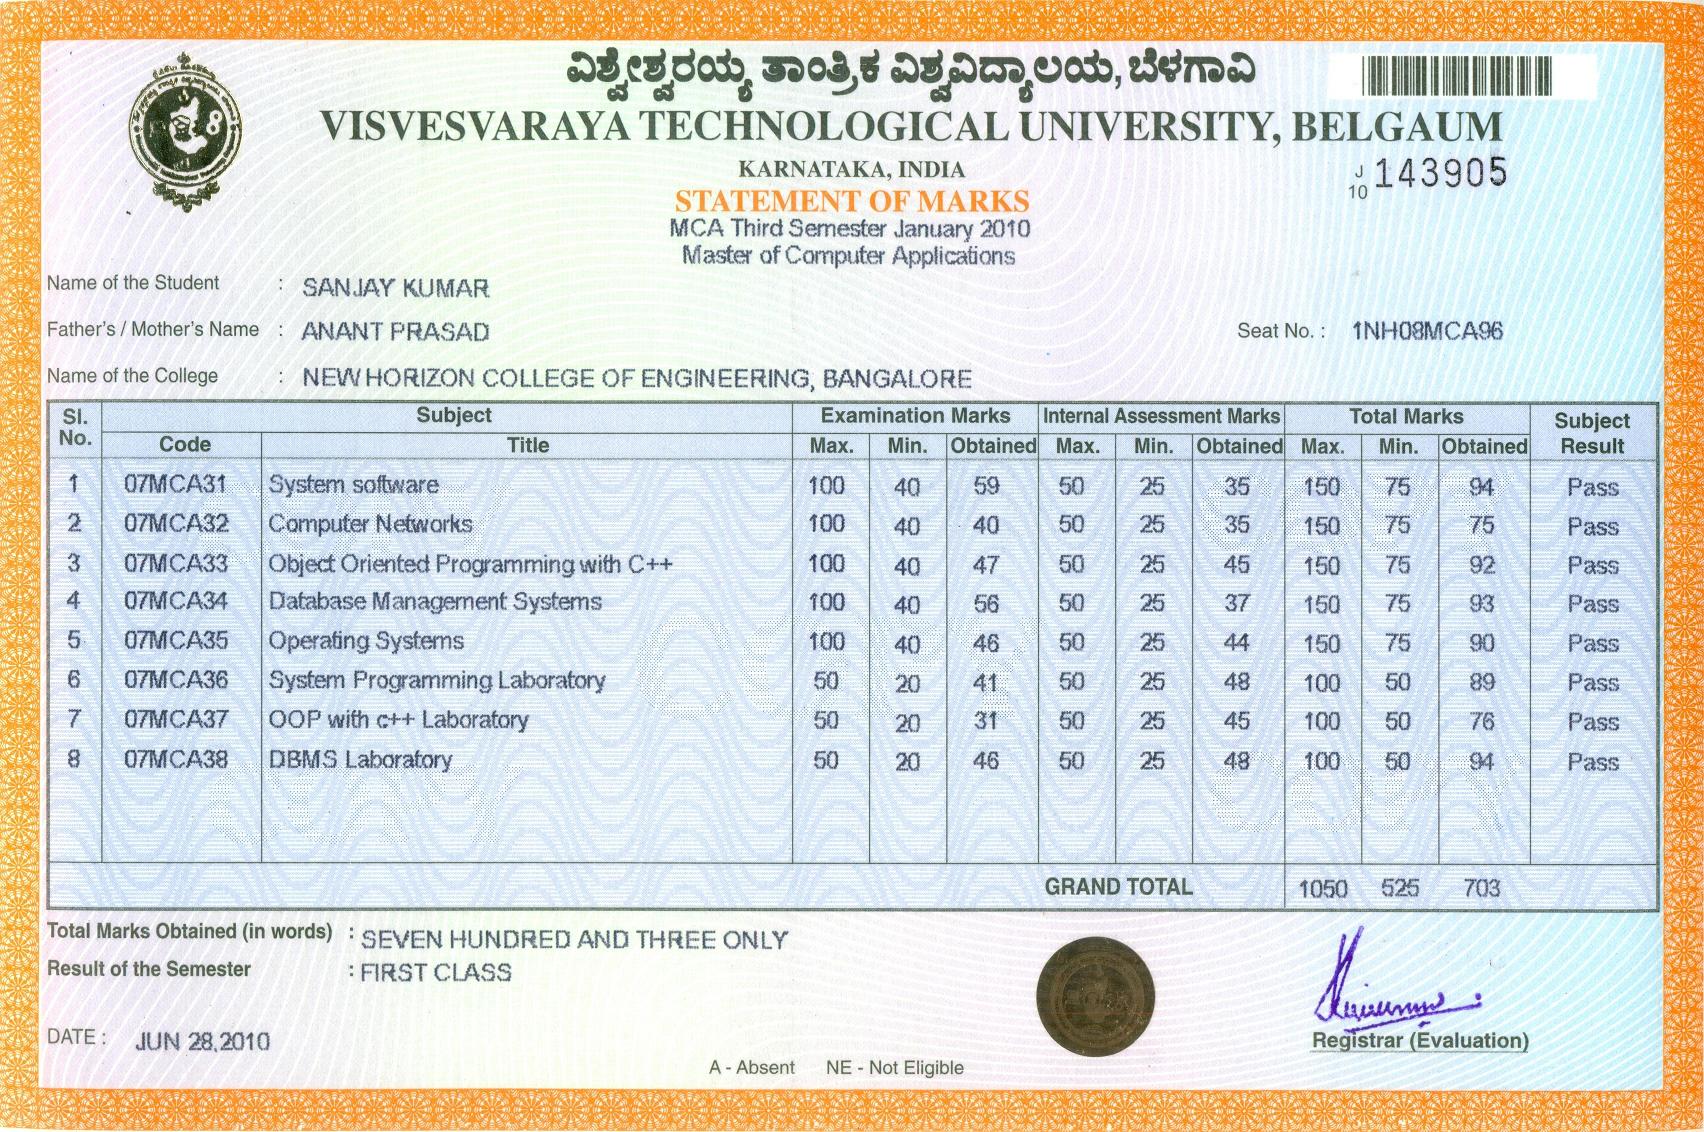 ವಿಶ್ವೇಶ್ವರಯ್ಯ ತಾಂತ್ರಿಕ ವಿಶ್ವವಿದ್ಯಾಲಯ, ಬೆಳಗಾವಿ
VISVESVARAYA TECHNOLOGICAL UNIVERSITY, BELGAUM
KARNATAKA, INDIA
J/10 143905
STATEMENT OF MARKS
MCA Third Semester January 2010
Master of Computer Applications
Name of the Student : SANJAY KUMAR
Father's / Mother's Name : ANANT PRASAD Seat No. : 1NH08MCA96
Name of the College : NEW HORIZON COLLEGE OF ENGINEERING, BANGALORE
Sl. No. Subject Examination Marks Internal Assessment Marks Total Marks Subject Result
Code Title Max. Min. Obtained Max. Min. Obtained Max. Min. Obtained
1 07MCA31 System software 100 40 59 50 25 35 150 75 94 Pass
2 07MCA32 Computer Networks 100 40 40 50 25 35 150 75 75 Pass
3 07MCA33 Object Oriented Programming with C++ 100 40 47 50 25 45 150 75 92 Pass
4 07MCA34 Database Management Systems 100 40 56 50 25 37 150 75 93 Pass
5 07MCA35 Operating Systems 100 40 46 50 25 44 150 75 90 Pass
6 07MCA36 System Programming Laboratory 50 20 41 50 25 48 100 50 89 Pass
7 07MCA37 OOP with c++ Laboratory 50 20 31 50 25 45 100 50 76 Pass
8 07MCA38 DBMS Laboratory 50 20 46 50 25 48 100 50 94 Pass
GRAND TOTAL 1050 525 703
Total Marks Obtained (in words) : SEVEN HUNDRED AND THREE ONLY
Result of the Semester : FIRST CLASS
DATE : JUN 28,2010
Registrar (Evaluation)
A - Absent NE - Not Eligible